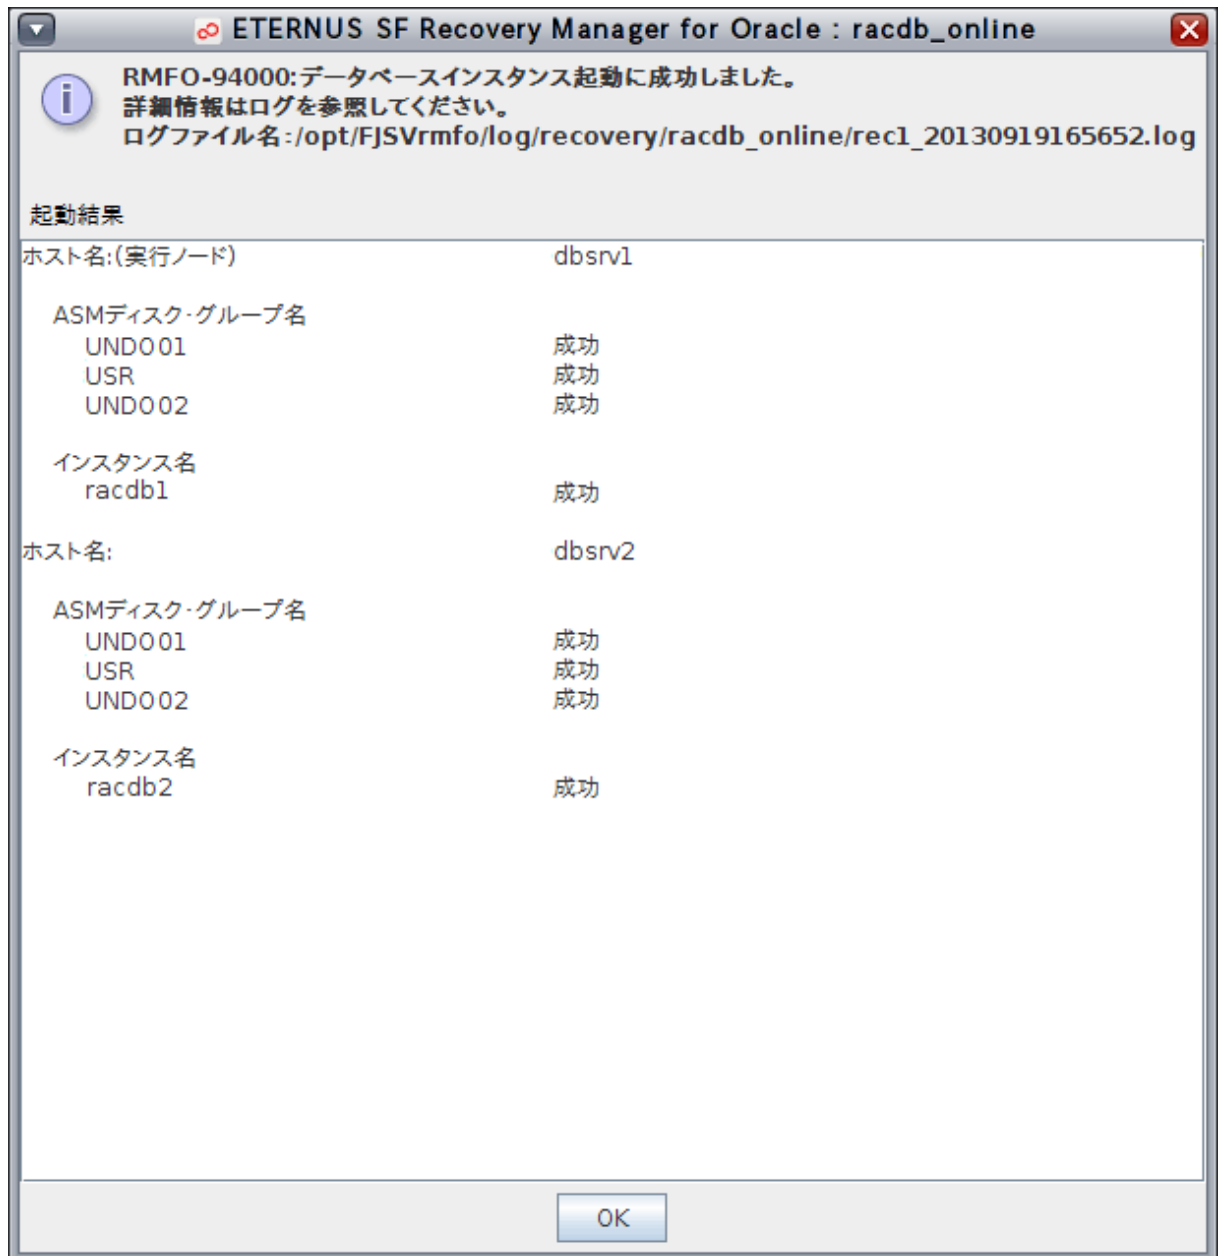 ETERNUS SF Recovery Manager for Oracle : racdb_online
RMFO-94000:データベースインスタンス起動に成功しました。
詳細情報はログを参照してください。
ログファイル名:/opt/FJSVrmfo/log/recovery/racdb_online/rec1_20130919165652.log
起動結果
ホスト名:(実行ノード) dbsrv1
ASMディスク・グループ名
UNDO01 成功
USR 成功
UNDO02 成功
インスタンス名
racdb1 成功
ホスト名: dbsrv2
ASMディスク・グループ名
UNDO01 成功
USR 成功
UNDO02 成功
インスタンス名
racdb2 成功
OK